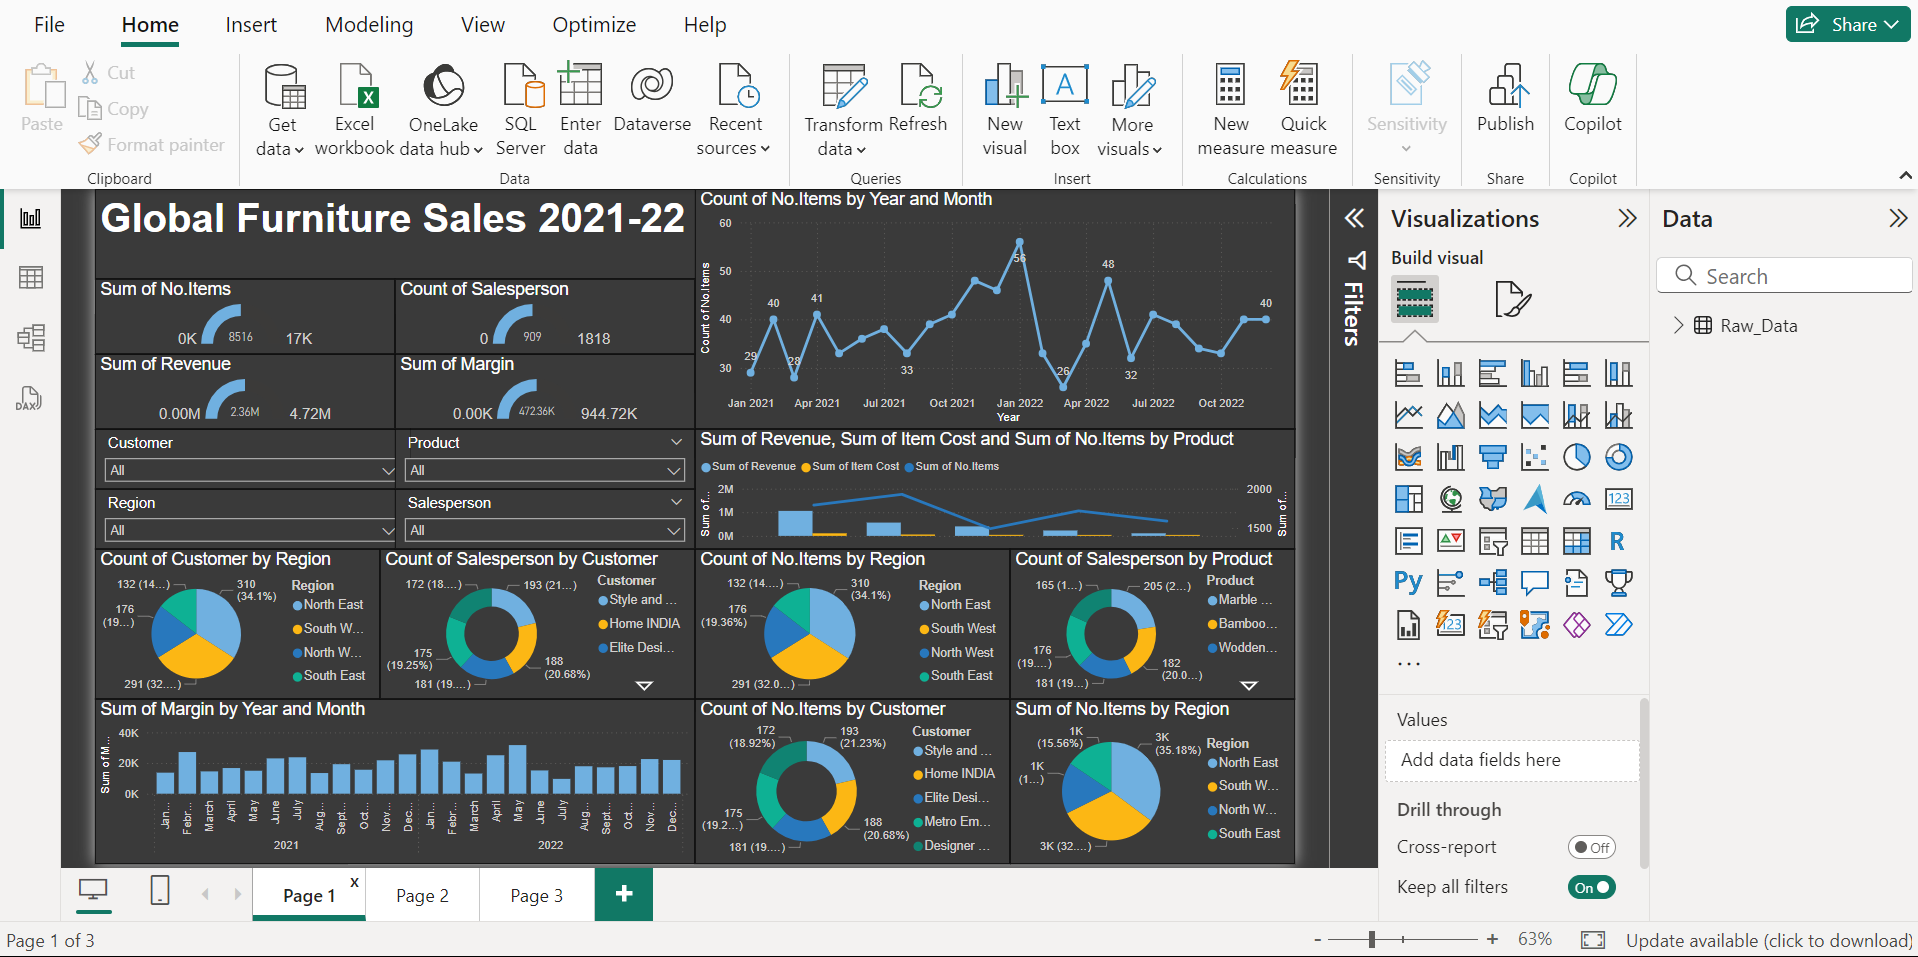 File Home Insert Modeling View Optimize Help
Share
Paste
Cut
Copy
Format painter
Get data
Excel workbook
OneLake data hub
SQL Server
Enter data
Dataverse
Recent sources
Transform data
Refresh
New visual
Text box
More visuals
New measure
Quick measure
Sensitivity
Publish
Copilot
Clipboard
Data
Queries
Insert
Calculations
Sensitivity
Share
Copilot
Global Furniture Sales 2021-22
Sum of No.Items
0K 8516 17K
Count of Salesperson
0 909 1818
Sum of Revenue
0.00M 2.36M 4.72M
Sum of Margin
0.00K 472.36K 944.72K
Customer
All
Product
All
Region
All
Salesperson
All
Count of No.Items by Year and Month
Count of No.Items
60
50
40
30
29
40
28
41
33
56
26
48
32
40
Jan 2021 Apr 2021 Jul 2021 Oct 2021 Jan 2022 Apr 2022 Jul 2022 Oct 2022
Year
Sum of Revenue, Sum of Item Cost and Sum of No.Items by Product
Sum of Revenue Sum of Item Cost Sum of No.Items
Sum of...
2M
1M
0M
2000
1500
Sum of...
Count of Customer by Region
132 (14....)
310 (34.1%)
176 (19...)
291 (32....)
Region
North East
South W...
North W...
South East
Count of Salesperson by Customer
172 (18....)
193 (21...)
175 (19.25%)
188 (20.68%)
181 (19....)
Customer
Style and ...
Home INDIA
Elite Desi...
Count of No.Items by Region
132 (14....)
310 (34.1%)
176 (19.36%)
291 (32.0...)
Region
North East
South West
North West
South East
Count of Salesperson by Product
165 (1...)
205 (2...)
176 (19....)
182 (20.0...)
181 (19...)
Product
Marble ...
Bamboo...
Wodden...
Sum of Margin by Year and Month
Sum of M...
40K
20K
0K
Jan... Febr... March April May June July Aug... Sept... Oct... Nov... Dec... Jan... Febr... March April May June July Aug... Sept... Oct... Nov... Dec...
2021 2022
Count of No.Items by Customer
172 (18.92%)
193 (21.23%)
175 (19.2...)
188 (20.68%)
181 (19....)
Customer
Style and ...
Home INDIA
Elite Desi...
Metro Em...
Designer ...
Sum of No.Items by Region
1K (15.56%)
3K (35.18%)
1K (1...)
3K (32....)
Region
North East
South W...
North W...
South East
Filters
Visualizations
Build visual
123
R
Py
123
...
Values
Add data fields here
Drill through
Cross-report
Off
Keep all filters
On
Data
Search
Raw_Data
DAX
Page 1 x
Page 2
Page 3
+
Page 1 of 3
- + 63%
Update available (click to download)